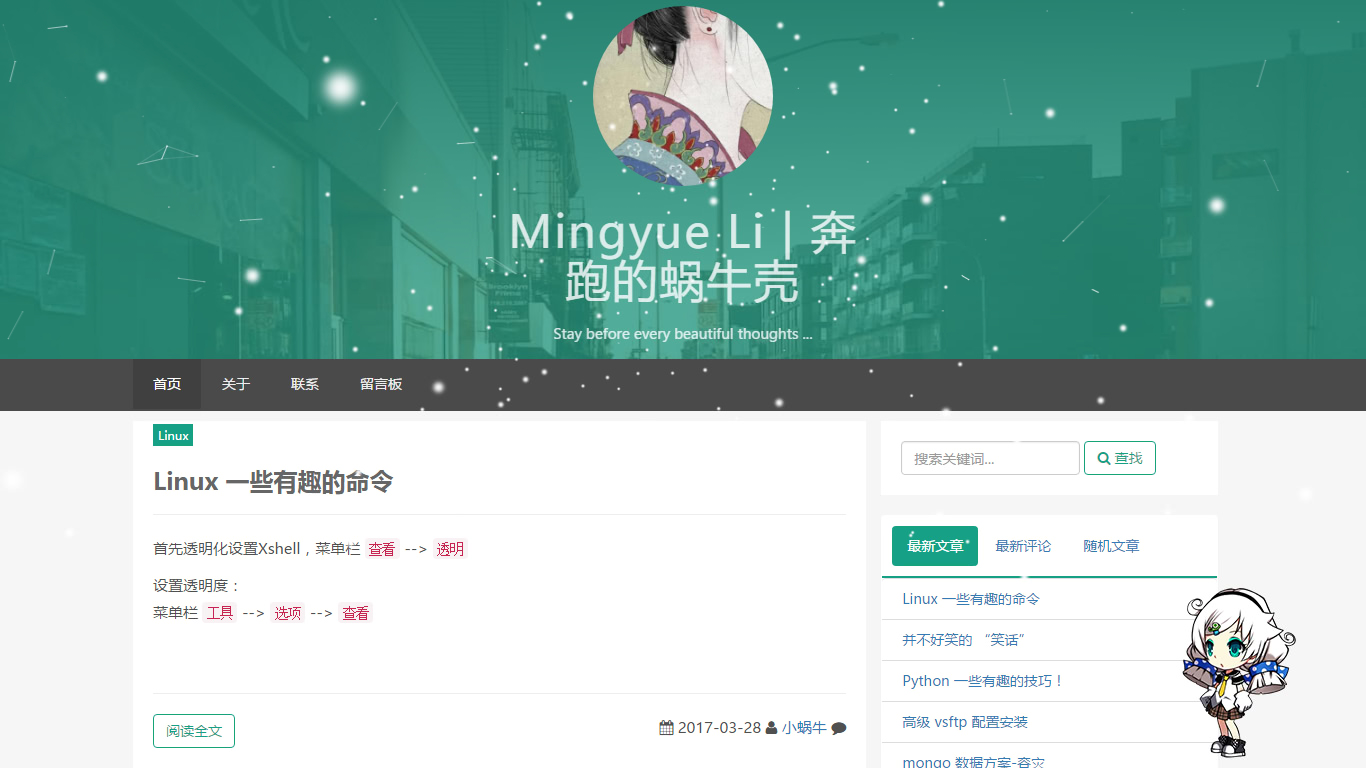 Mingyue Li | 奔
跑的蜗牛壳
Stay before every beautiful thoughts ...
首页 关于 联系 留言板
Linux
Linux 一些有趣的命令
首先透明化设置Xshell，菜单栏 查看 --> 透明
设置透明度：
菜单栏 工具 --> 选项 --> 查看
阅读全文
2017-03-28 小蜗牛
搜索关键词... 查找
最新文章 最新评论 随机文章
Linux 一些有趣的命令
并不好笑的 “笑话”
Python 一些有趣的技巧！
高级 vsftp 配置安装
mongo 数据方案-容灾